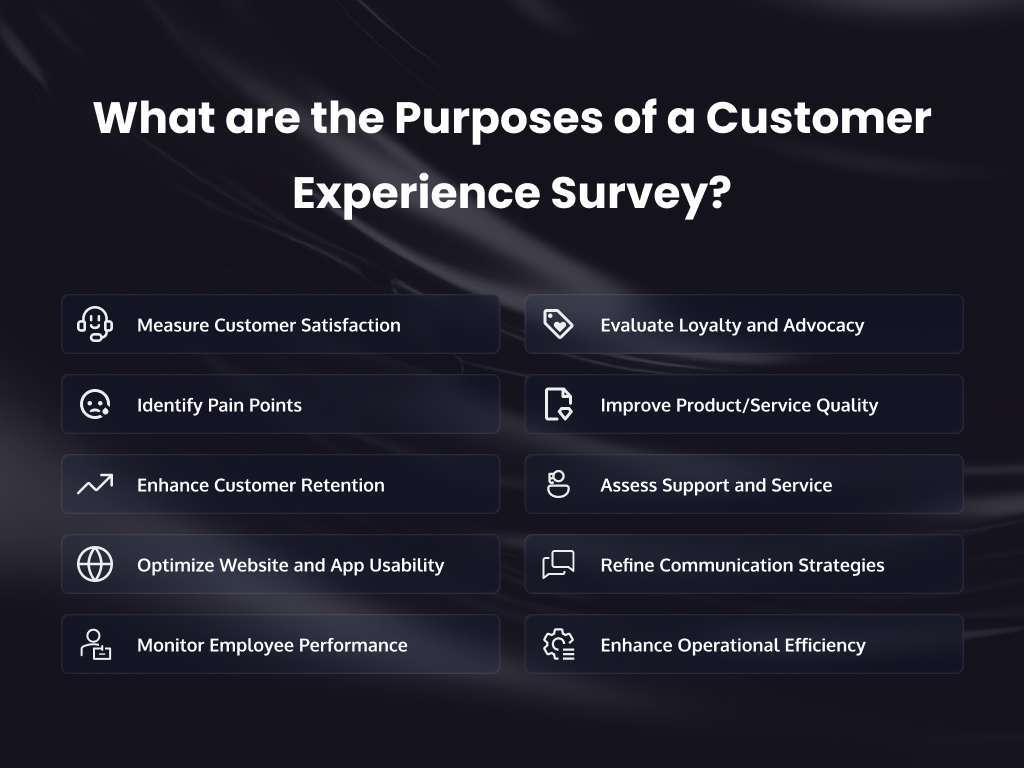 What are the Purposes of a Customer
Experience Survey?
Measure Customer Satisfaction
Evaluate Loyalty and Advocacy
Identify Pain Points
Improve Product/Service Quality
Enhance Customer Retention
Assess Support and Service
Optimize Website and App Usability
Refine Communication Strategies
Monitor Employee Performance
Enhance Operational Efficiency